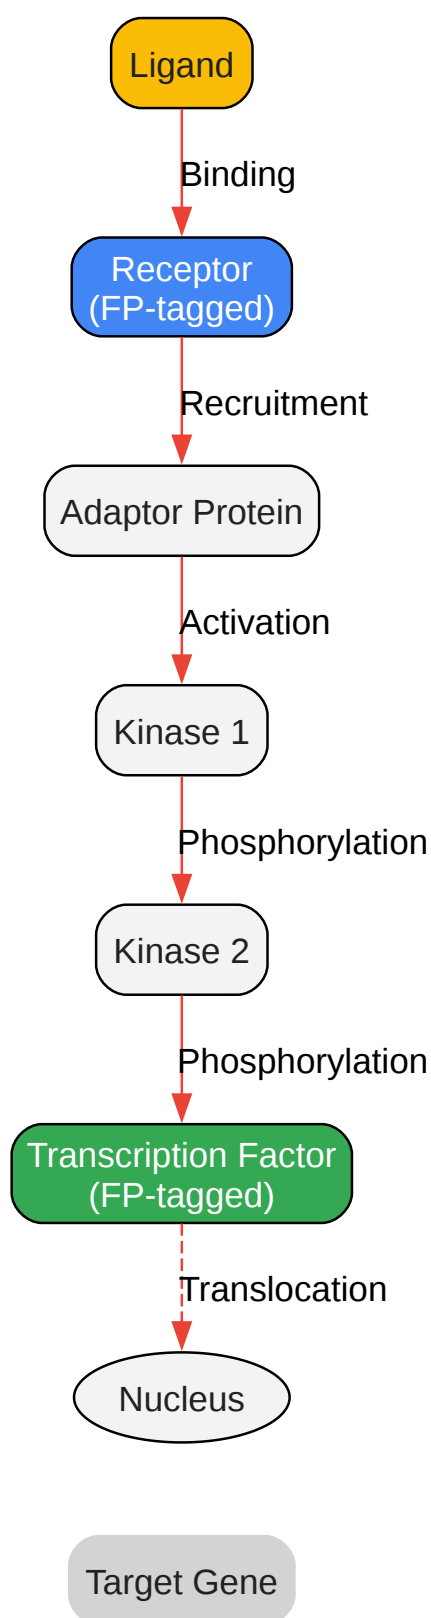 Ligand
Binding
Receptor
(FP-tagged)
Recruitment
Adaptor Protein
Activation
Kinase 1
Phosphorylation
Kinase 2
Phosphorylation
Transcription Factor
(FP-tagged)
Translocation
Nucleus
Target Gene